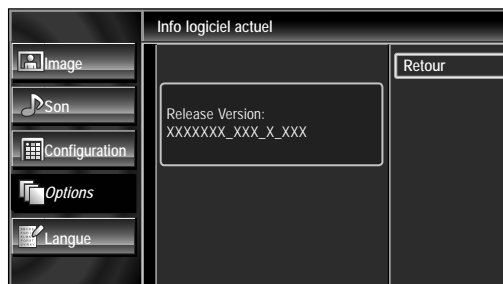 Info logiciel actuel
Image
Son
Configuration
Options
Langue
Release Version:
XXXXXXX_XXX_X_XXX
Retour